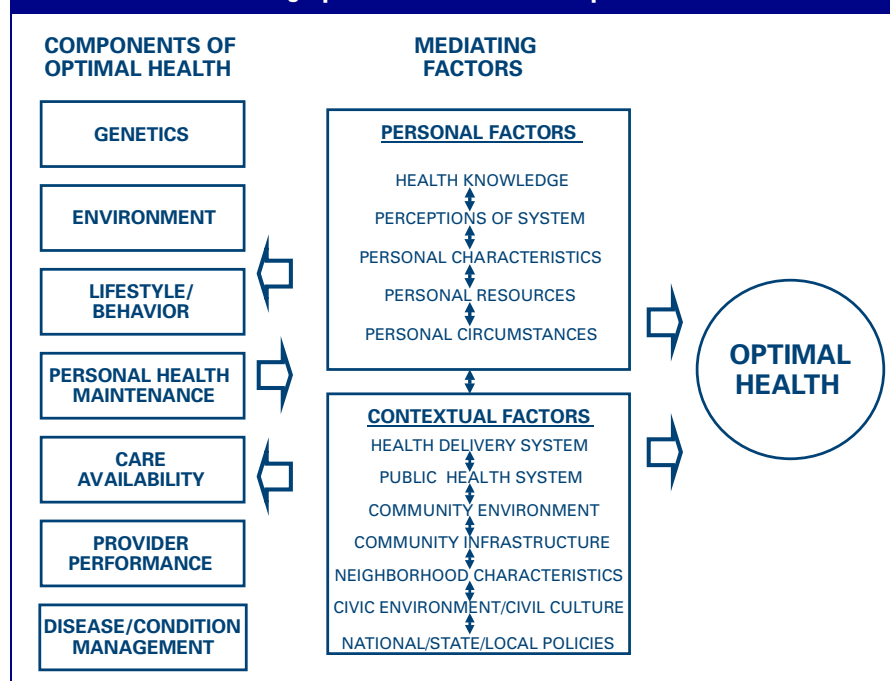 COMPONENTS OF
OPTIMAL HEALTH
GENETICS
ENVIRONMENT
LIFESTYLE/
BEHAVIOR
PERSONAL HEALTH
MAINTENANCE
CARE
AVAILABILITY
PROVIDER
PERFORMANCE
DISEASE/CONDITION
MANAGEMENT
MEDIATING
FACTORS
PERSONAL FACTORS
HEALTH KNOWLEDGE
PERCEPTIONS OF SYSTEM
PERSONAL CHARACTERISTICS
PERSONAL RESOURCES
PERSONAL CIRCUMSTANCES
CONTEXTUAL FACTORS
HEALTH DELIVERY SYSTEM
PUBLIC HEALTH SYSTEM
COMMUNITY ENVIRONMENT
COMMUNITY INFRASTRUCTURE
NEIGHBORHOOD CHARACTERISTICS
CIVIC ENVIRONMENT/CIVIL CULTURE
NATIONAL/STATE/LOCAL POLICIES
OPTIMAL
HEALTH